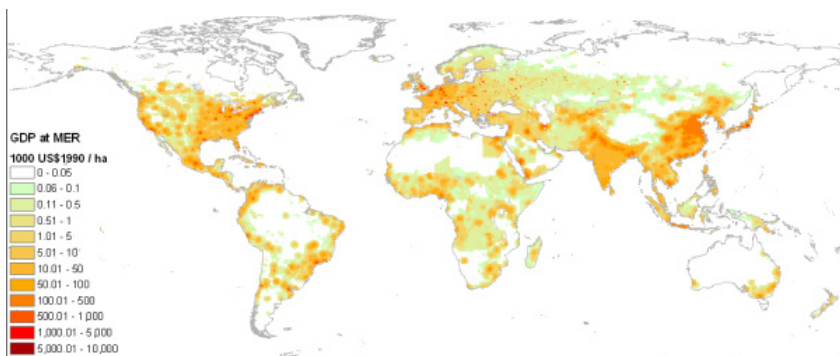 GDP at MER
1000 US$1990 / ha
0 - 0.05
0.06 - 0.1
0.11 - 0.5
0.51 - 1
1.01 - 5
5.01 - 10
10.01 - 50
50.01 - 100
100.01 - 500
500.01 - 1,000
1,000.01 - 5,000
5,000.01 - 10,000